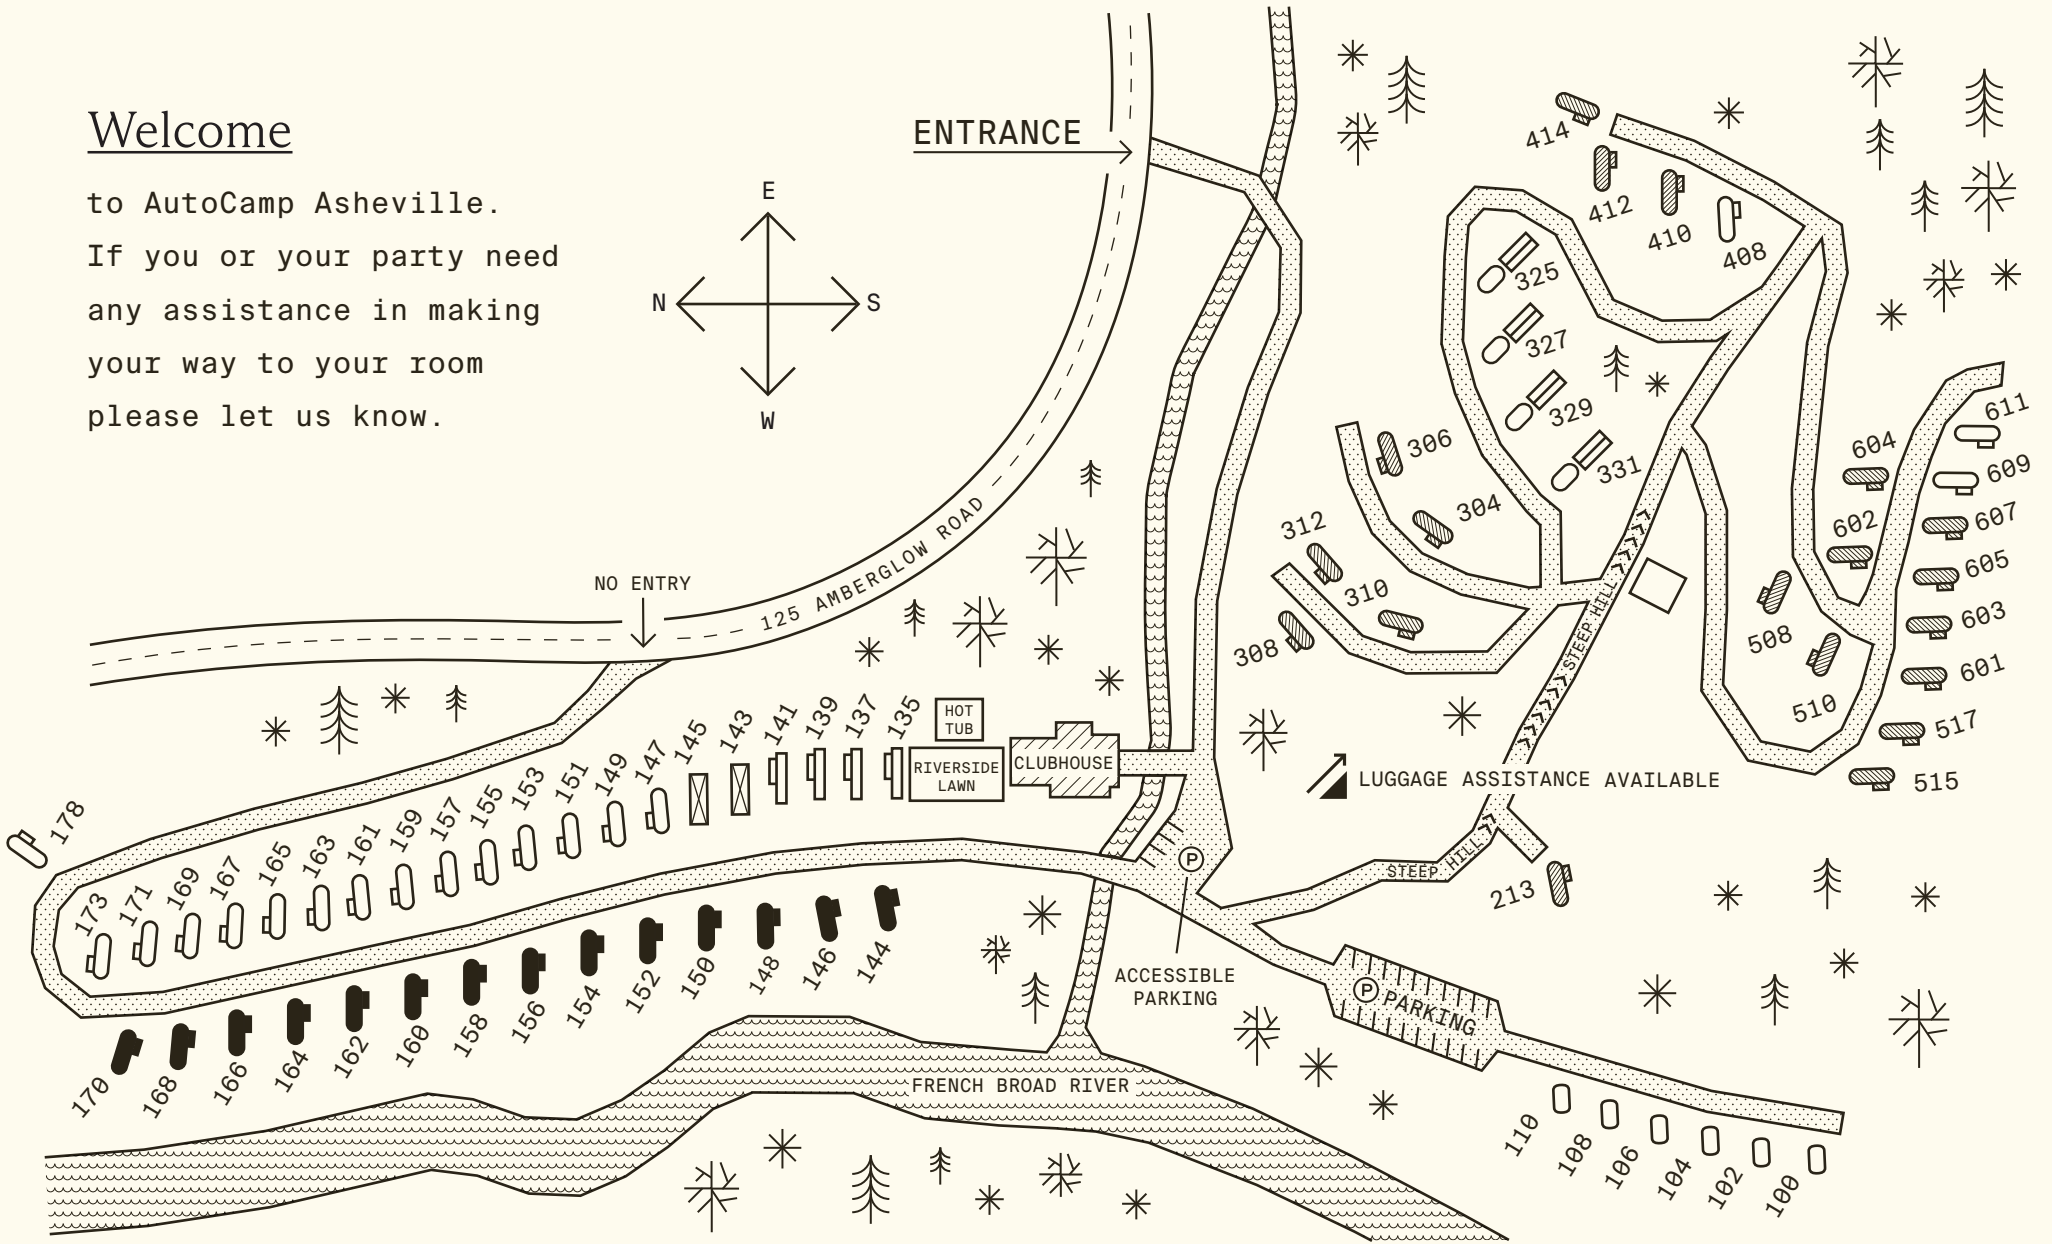 Welcome
to AutoCamp Asheville.
If you or your party need
any assistance in making
your way to your room
please let us know.
E
N
S
W
ENTRANCE
NO ENTRY
125 AMBERGLOW ROAD
414
412
410
408
325
327
329
331
306
304
312
310
308
611
609
607
605
603
601
604
602
508
510
517
515
STEEP HILL
LUGGAGE ASSISTANCE AVAILABLE
STEEP HILL
213
HOT
TUB
RIVERSIDE
LAWN
CLUBHOUSE
178
173
171
169
167
165
163
161
159
157
155
153
151
149
147
145
143
141
139
137
135
170
168
166
164
162
160
158
156
154
152
150
148
146
144
P
ACCESSIBLE
PARKING
P PARKING
FRENCH BROAD RIVER
110
108
106
104
102
100